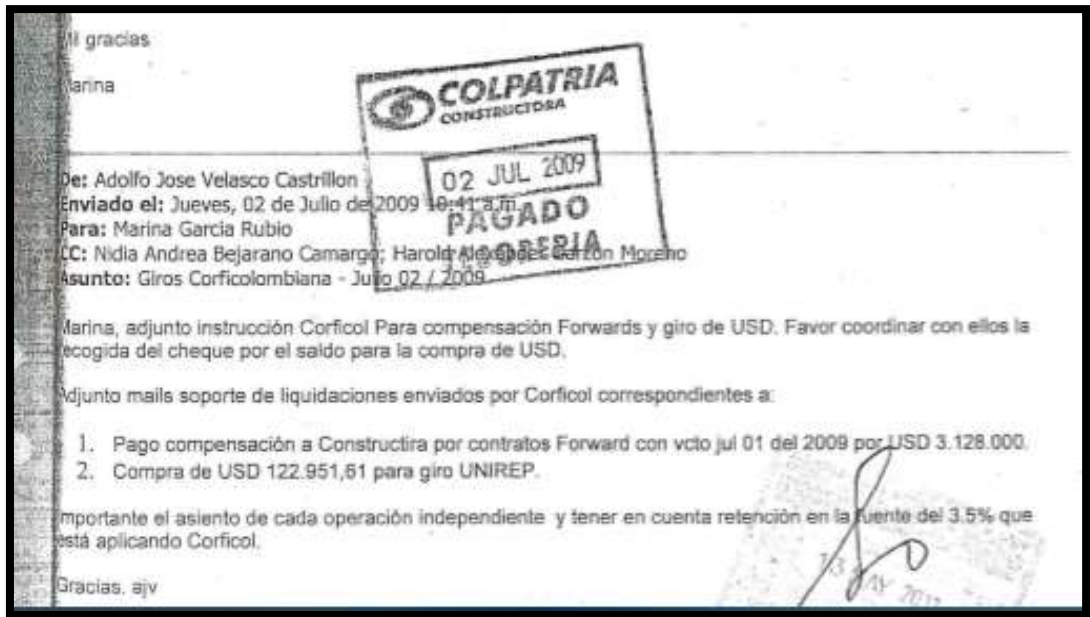 Mil gracias
Marina
COLPATRIA
CONSTRUCTORA
02 JUL 2009
PAGADO
TESORERIA
De: Adolfo Jose Velasco Castrillon
Enviado el: Jueves, 02 de Julio de 2009 10:41 a.m.
Para: Marina Garcia Rubio
CC: Nidia Andrea Bejarano Camargo; Harold Garzon Moreno
Asunto: Giros Corficolombiana - Julio 02 / 2009
Marina, adjunto instrucción Corficol Para compensación Forwards y giro de USD. Favor coordinar con ellos la
recogida del cheque por el saldo para la compra de USD.
Adjunto mails soporte de liquidaciones enviados por Corficol correspondientes a:
1. Pago compensación a Constructira por contratos Forward con vcto jul 01 del 2009 por USD 3.128.000.
2. Compra de USD 122.951,61 para giro UNIREP.
Importante el asiento de cada operación independiente y tener en cuenta retención en la fuente del 3.5% que
está aplicando Corficol.
Gracias. ajv